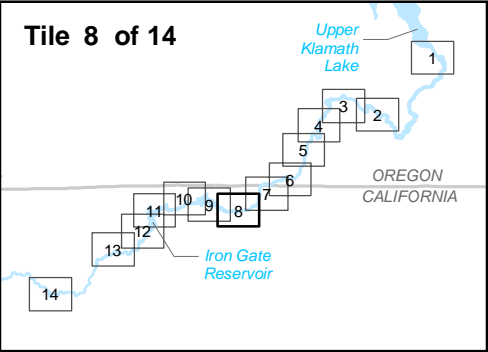 Tile 8 of 14
Upper
Klamath
Lake
1
3
2
4
5
OREGON
6
CALIFORNIA
7
10
9
8
11
12
Iron Gate
Reservoir
13
14